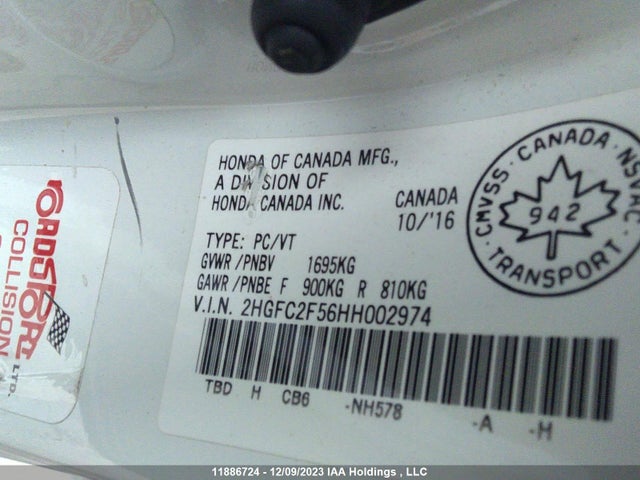 HONDA OF CANADA MFG.,
A DIVISION OF
HONDA CANADA INC.
CANADA
10/'16
TYPE: PC/VT
GVWR/PNBV 1695KG
GAWR/PNBE F 900KG R 810KG
V.I.N. 2HGFC2F56HH002974
TBD H CB6 -NH578 -A -H
CMVSS · CANADA · NSVAC
942
TRANSPORT
ROADSPORT
COLLISION
LTD.
11886724 - 12/09/2023 IAA Holdings , LLC